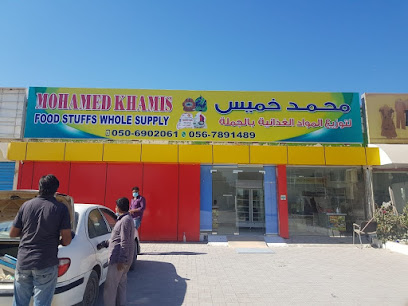 MOHAMED KHAMIS
محمد خميس
FOOD STUFFS WHOLE SUPPLY
لتوزيع المواد الغذائية بالجملة
050-6902061
056-7891489